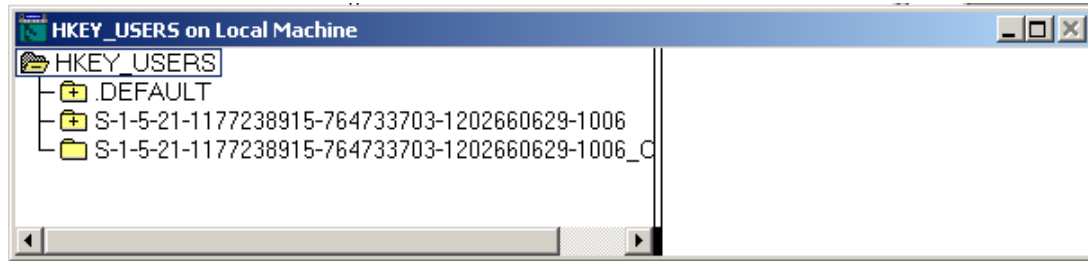 HKEY_USERS on Local Machine
HKEY_USERS
.DEFAULT
S-1-5-21-1177238915-764733703-1202660629-1006
S-1-5-21-1177238915-764733703-1202660629-1006_C